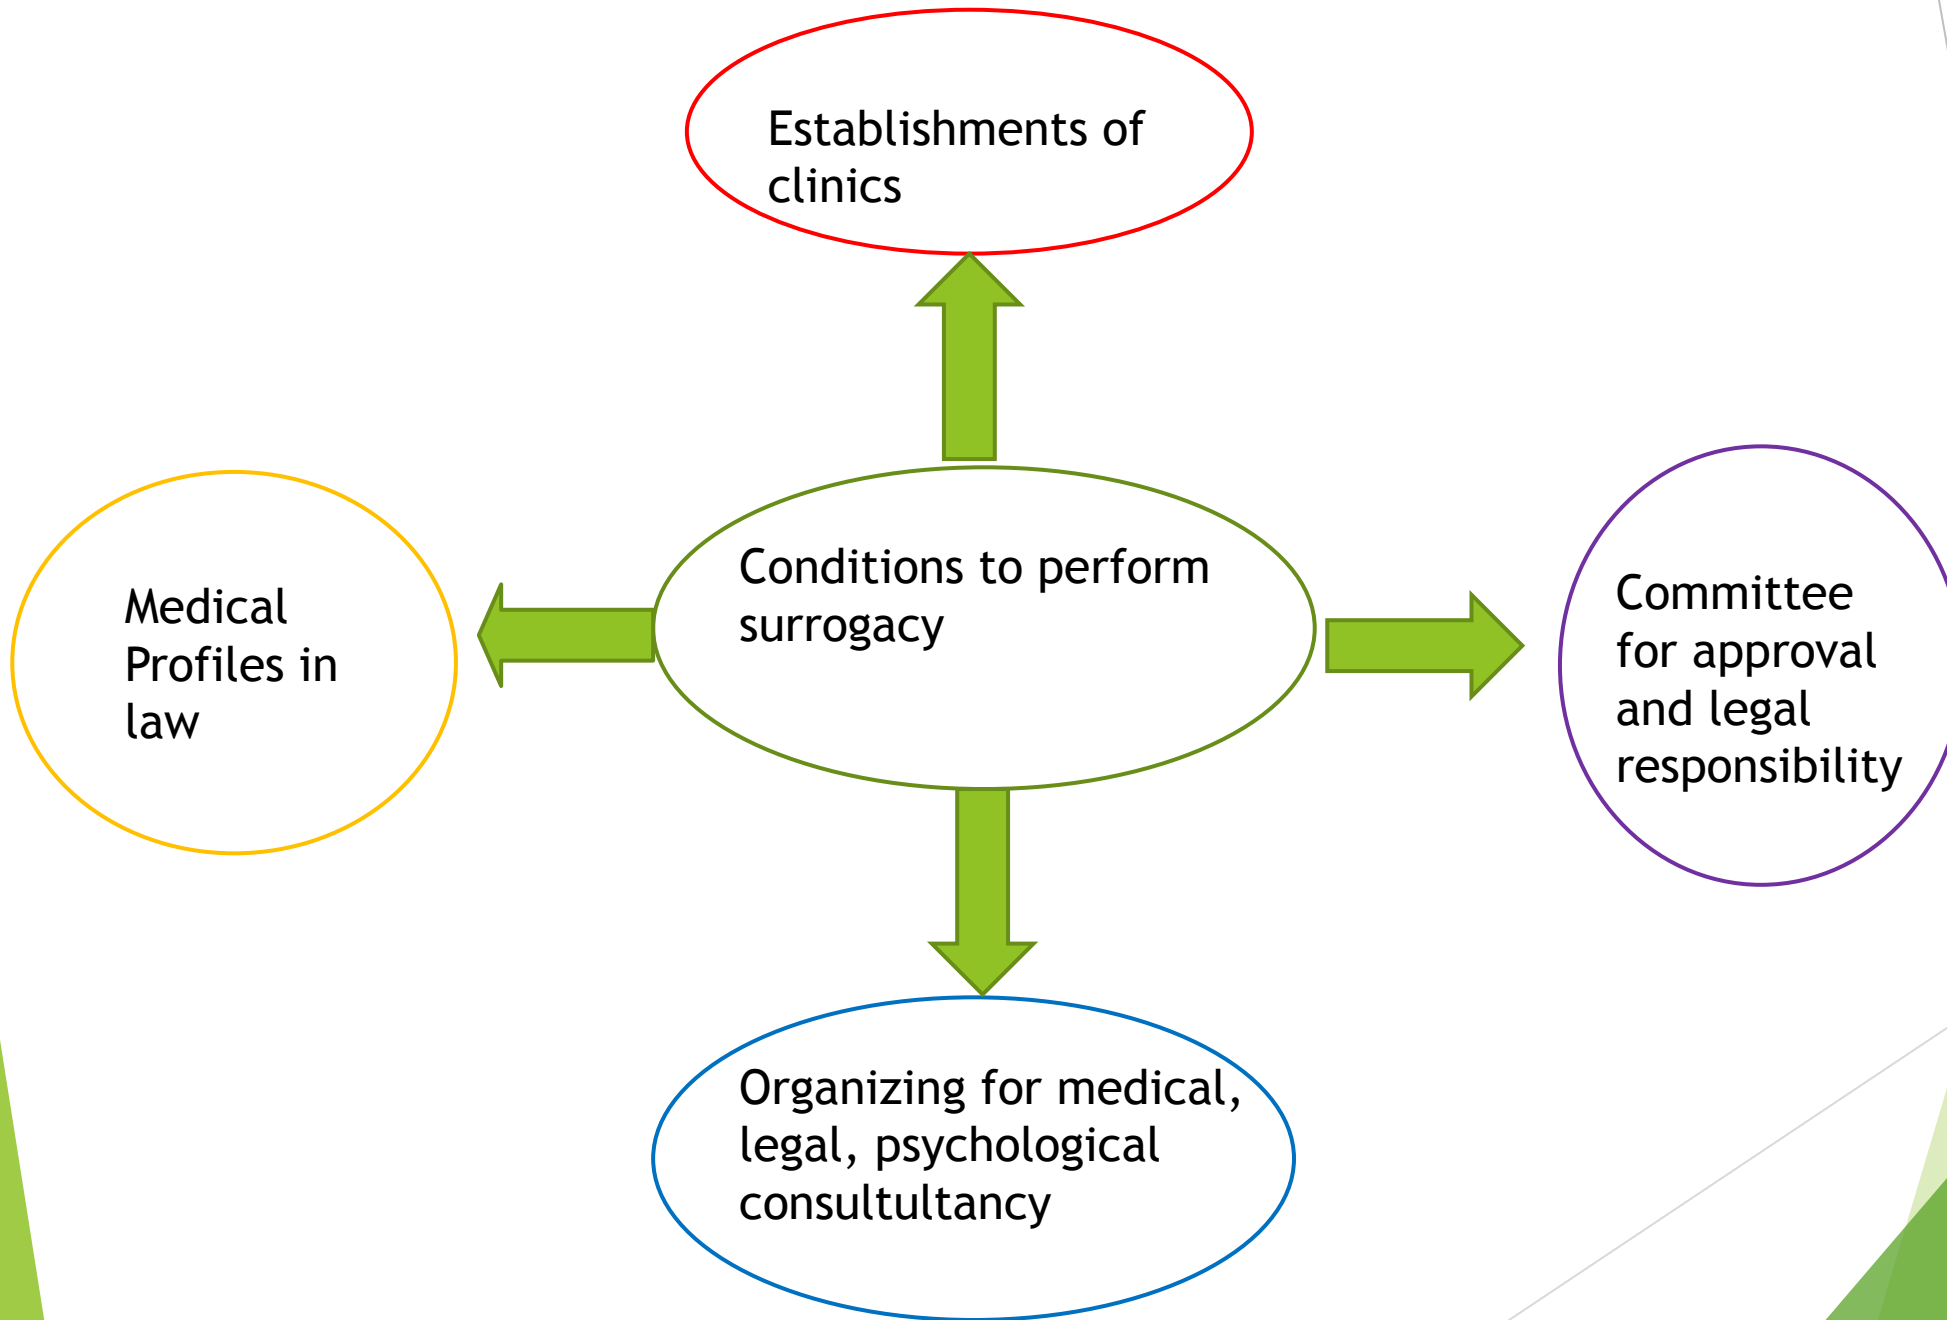 Establishments of
clinics
Conditions to perform
surrogacy
Medical
Profiles in
law
Committee
for approval
and legal
responsibility
Organizing for medical,
legal, psychological
consultultancy